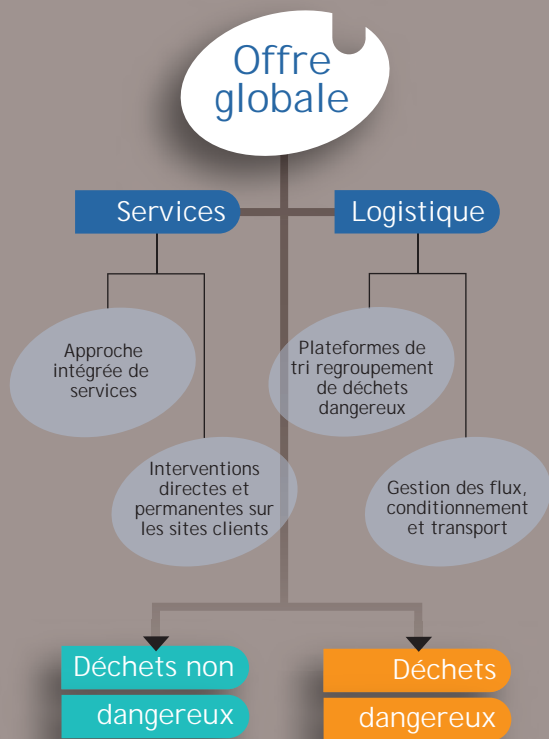 Offre
globale
Services
Logistique
Approche
intégrée de
services
Plateformes de
tri regroupement
de déchets
dangereux
Interventions
directes et
permanentes sur
les sites clients
Gestion des flux,
conditionnement
et transport
Déchets non
dangereux
Déchets
dangereux